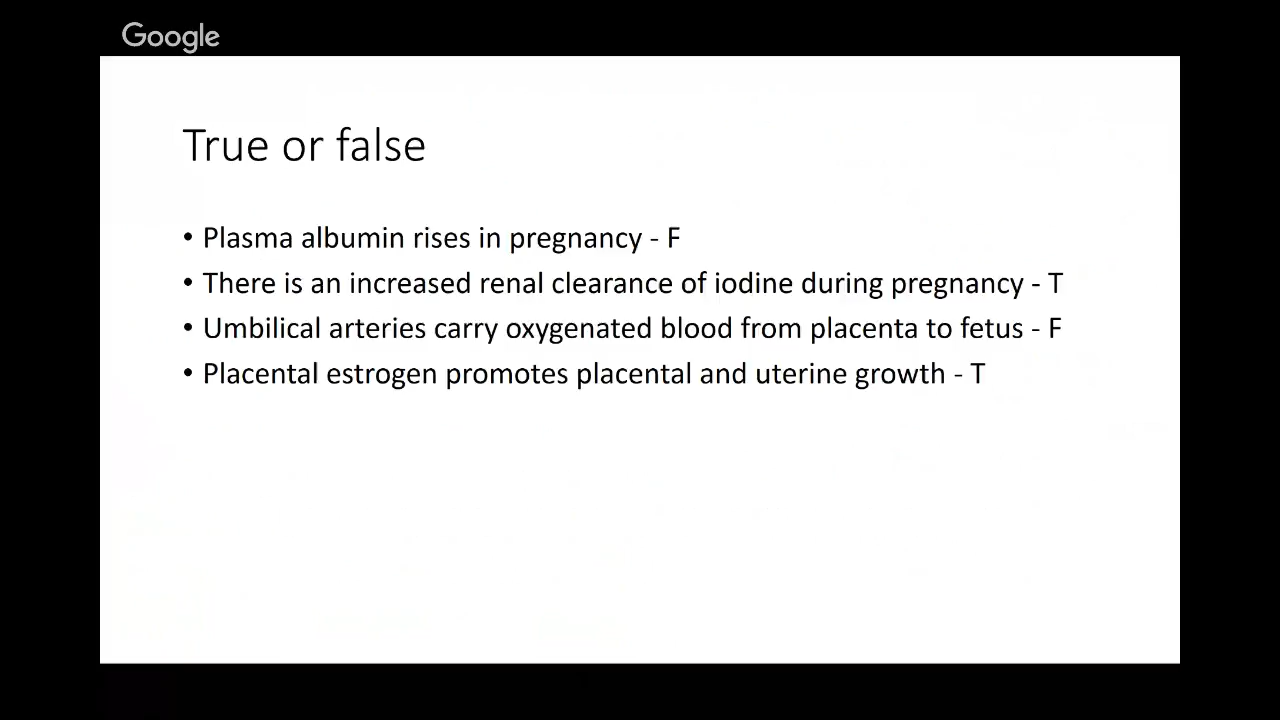 Google
True or false
• Plasma albumin rises in pregnancy - F
• There is an increased renal clearance of iodine during pregnancy - T
• Umbilical arteries carry oxygenated blood from placenta to fetus - F
• Placental estrogen promotes placental and uterine growth - T